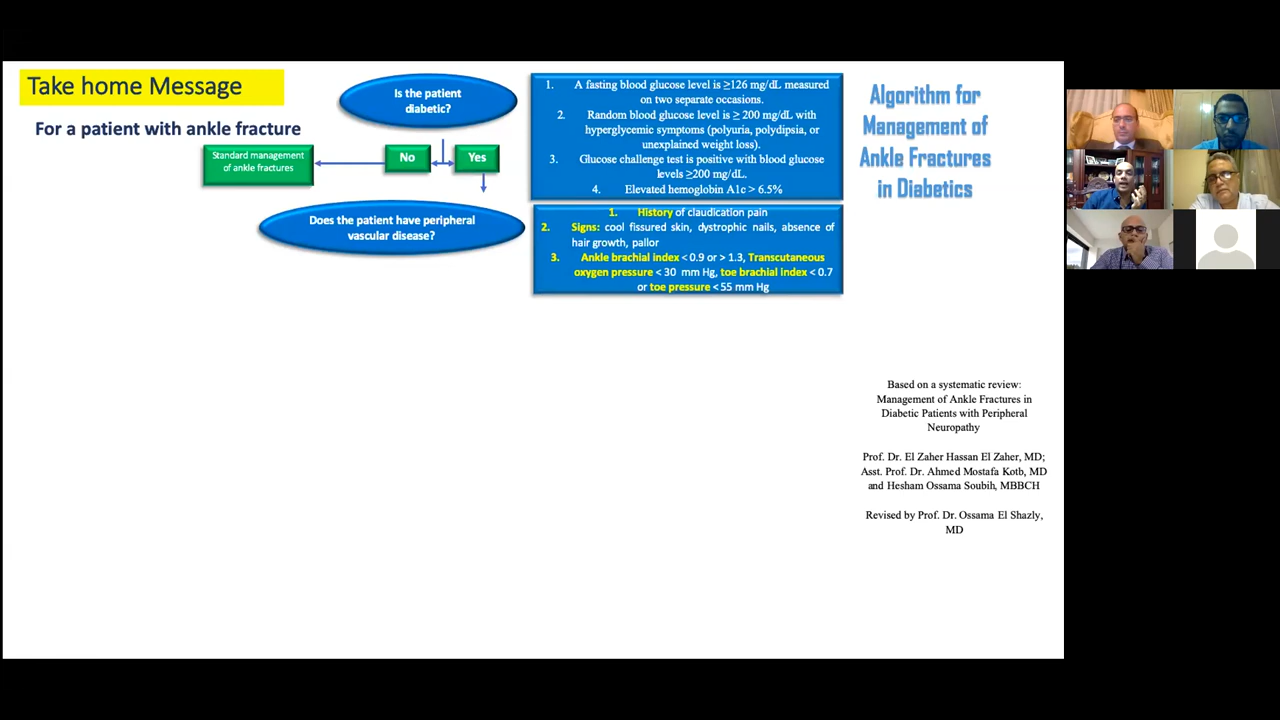 Take home Message
For a patient with ankle fracture
Is the patient
diabetic?
No
Yes
Standard management
of ankle fractures
Does the patient have peripheral
vascular disease?
1. A fasting blood glucose level is ≥126 mg/dL measured
on two separate occasions.
2. Random blood glucose level is ≥ 200 mg/dL with
hyperglycemic symptoms (polyuria, polydipsia, or
unexplained weight loss).
3. Glucose challenge test is positive with blood glucose
levels ≥200 mg/dL.
4. Elevated hemoglobin A1c > 6.5%
1. History of claudication pain
2. Signs: cool fissured skin, dystrophic nails, absence of
hair growth, pallor
3. Ankle brachial index < 0.9 or > 1.3, Transcutaneous
oxygen pressure < 30 mm Hg, toe brachial index < 0.7
or toe pressure < 55 mm Hg
Algorithm for
Management of
Ankle Fractures
in Diabetics
Based on a systematic review:
Management of Ankle Fractures in
Diabetic Patients with Peripheral
Neuropathy
Prof. Dr. El Zaher Hassan El Zaher, MD;
Asst. Prof. Dr. Ahmed Mostafa Kotb, MD
and Hesham Ossama Soubih, MBBCH
Revised by Prof. Dr. Ossama El Shazly,
MD